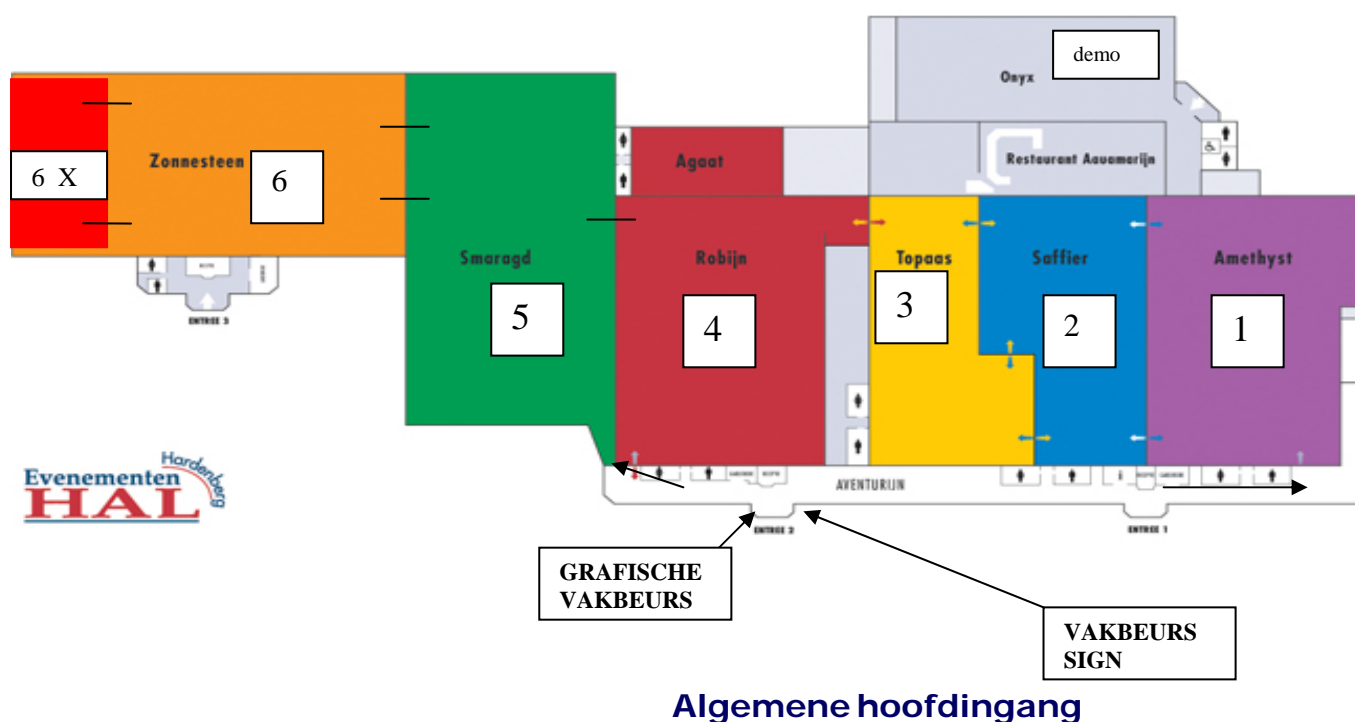 demo
Onyx
Zonnesteen
6 X
6
Agaat
Restaurant Aquamarijn
Smaragd
Robijn
Topaas
Saffier
Amethyst
5
4
3
2
1
ENTREE 3
Hardenberg
Evenementen
HAL
AVENTURIJN
i
ENTREE 2
ENTREE 1
GRAFISCHE
VAKBEURS
VAKBEURS
SIGN
Algemene hoofdingang